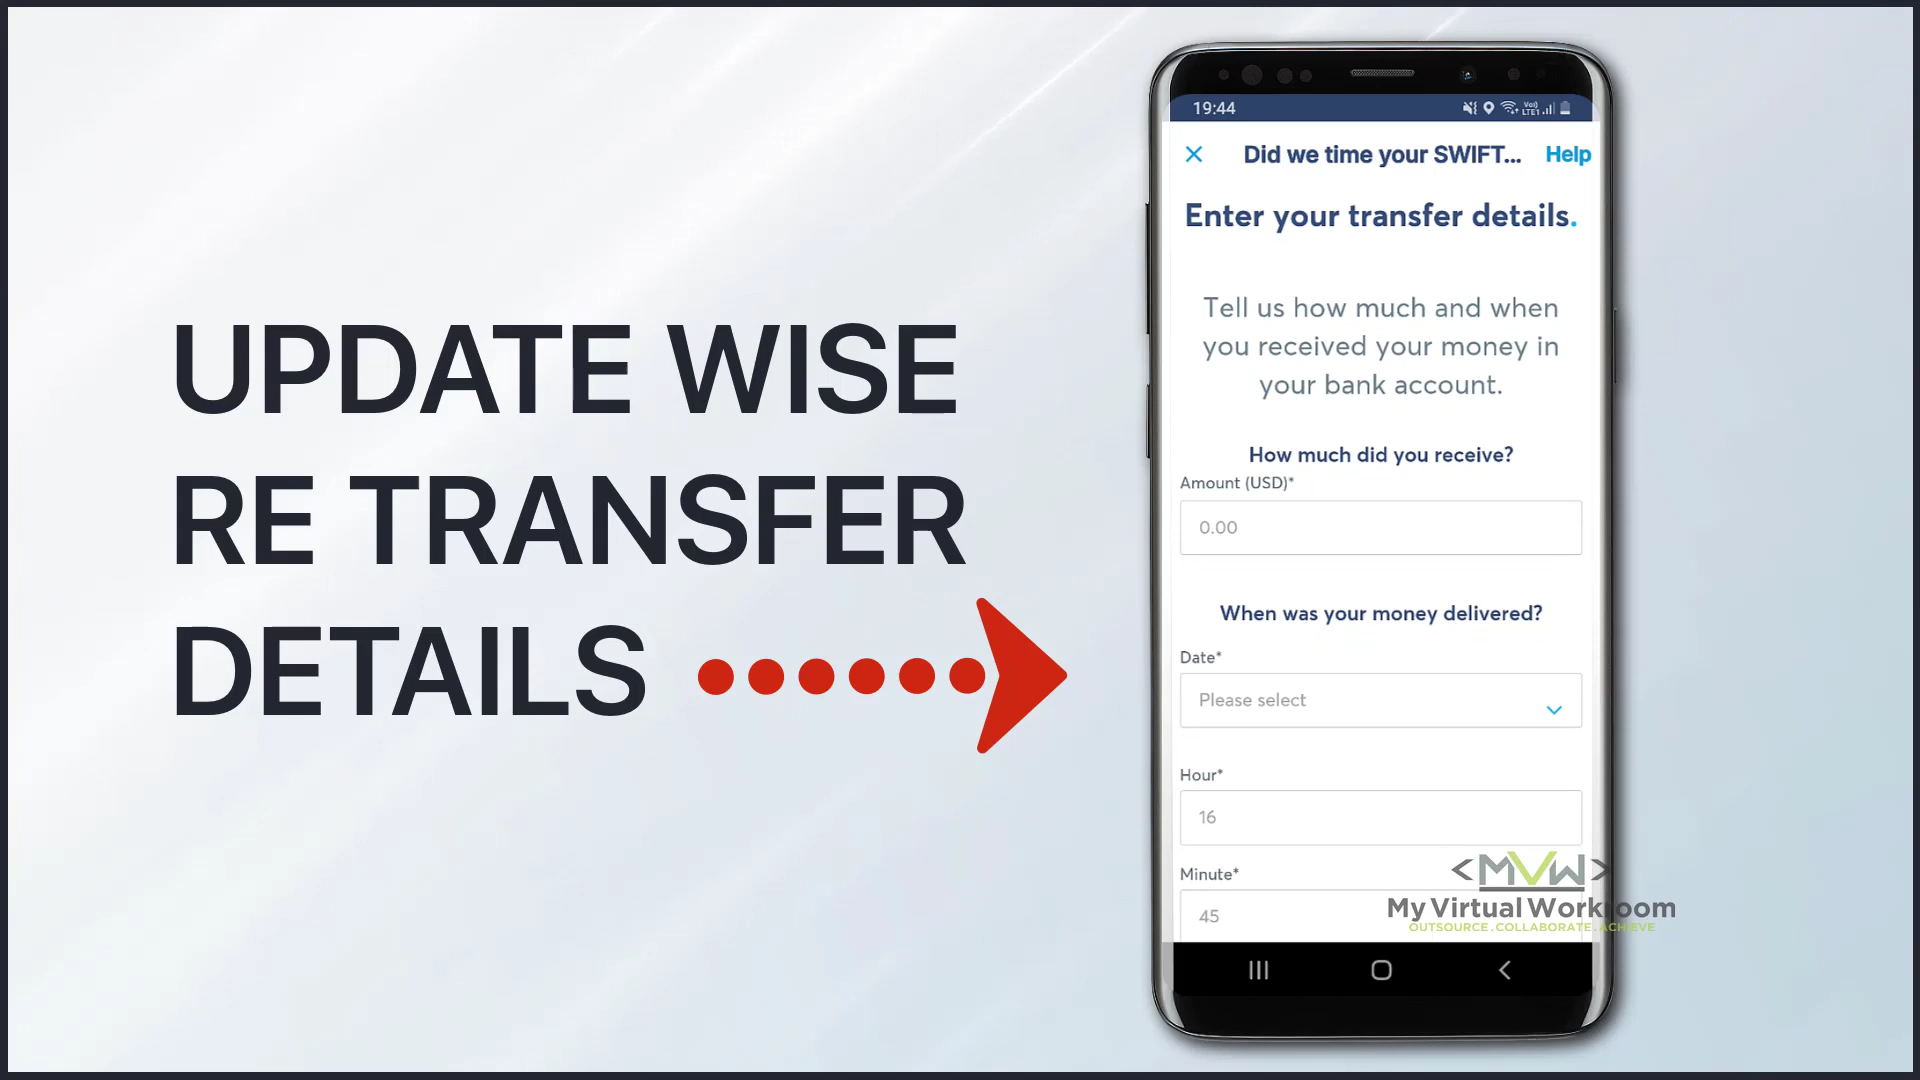 UPDATE WISE
RE TRANSFER
DETAILS
19:44
Vo))
LTE1
Did we time your SWIFT...
Help
Enter your transfer details.
Tell us how much and when
you received your money in
your bank account.
How much did you receive?
Amount (USD)*
0.00
When was your money delivered?
Date*
Please select
Hour*
16
Minute*
45
<MVW>
My Virtual Workroom
OUTSOURCE.COLLABORATE.ACHIEVE